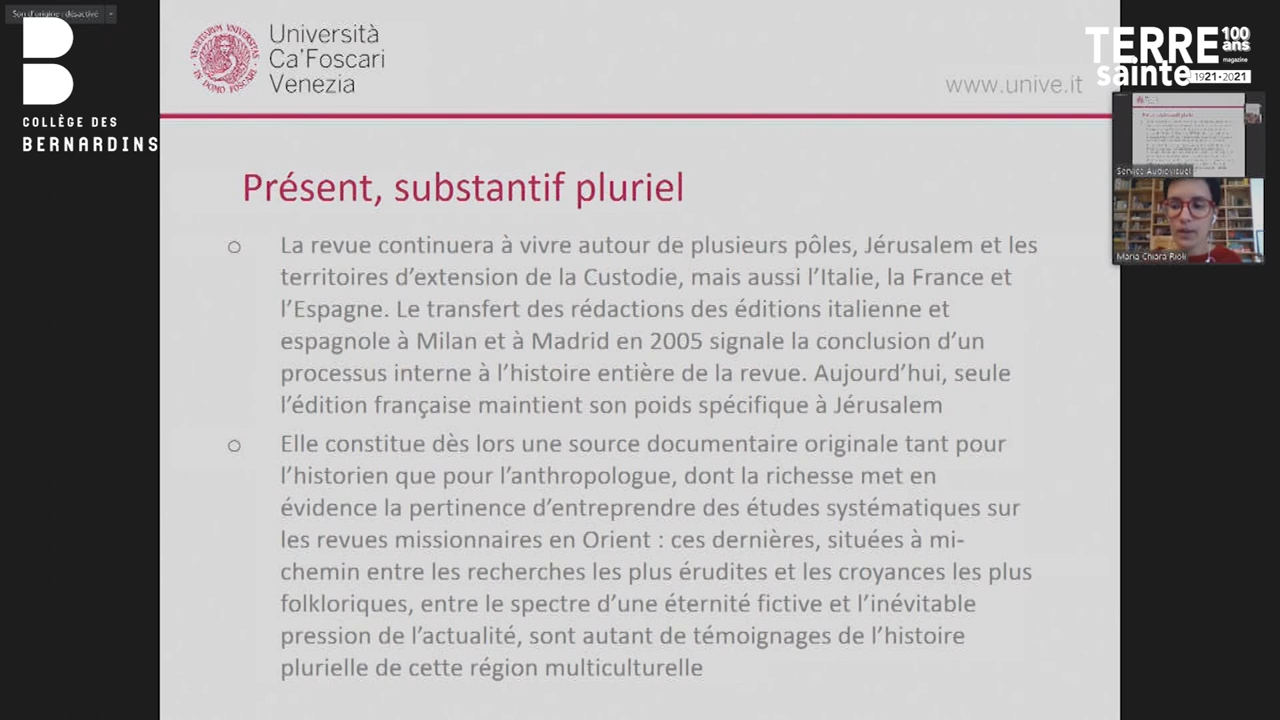 Son d'origine : désactivé
COLLÈGE DES
BERNARDINS
VENETIARUM UNIVERSITAS
IN DOMO FOSCARI
Università
Ca'Foscari
Venezia
www.unive.it
TERRE
sainte
100
ans
magazine
1921•2021
Service Audiovisuel
Maria Chiara Rioli
Présent, substantif pluriel
○ La revue continuera à vivre autour de plusieurs pôles, Jérusalem et les
territoires d'extension de la Custodie, mais aussi l'Italie, la France et
l'Espagne. Le transfert des rédactions des éditions italienne et
espagnole à Milan et à Madrid en 2005 signale la conclusion d'un
processus interne à l'histoire entière de la revue. Aujourd'hui, seule
l'édition française maintient son poids spécifique à Jérusalem
○ Elle constitue dès lors une source documentaire originale tant pour
l'historien que pour l'anthropologue, dont la richesse met en
évidence la pertinence d'entreprendre des études systématiques sur
les revues missionnaires en Orient : ces dernières, situées à mi-
chemin entre les recherches les plus érudites et les croyances les plus
folkloriques, entre le spectre d'une éternité fictive et l'inévitable
pression de l'actualité, sont autant de témoignages de l'histoire
plurielle de cette région multiculturelle